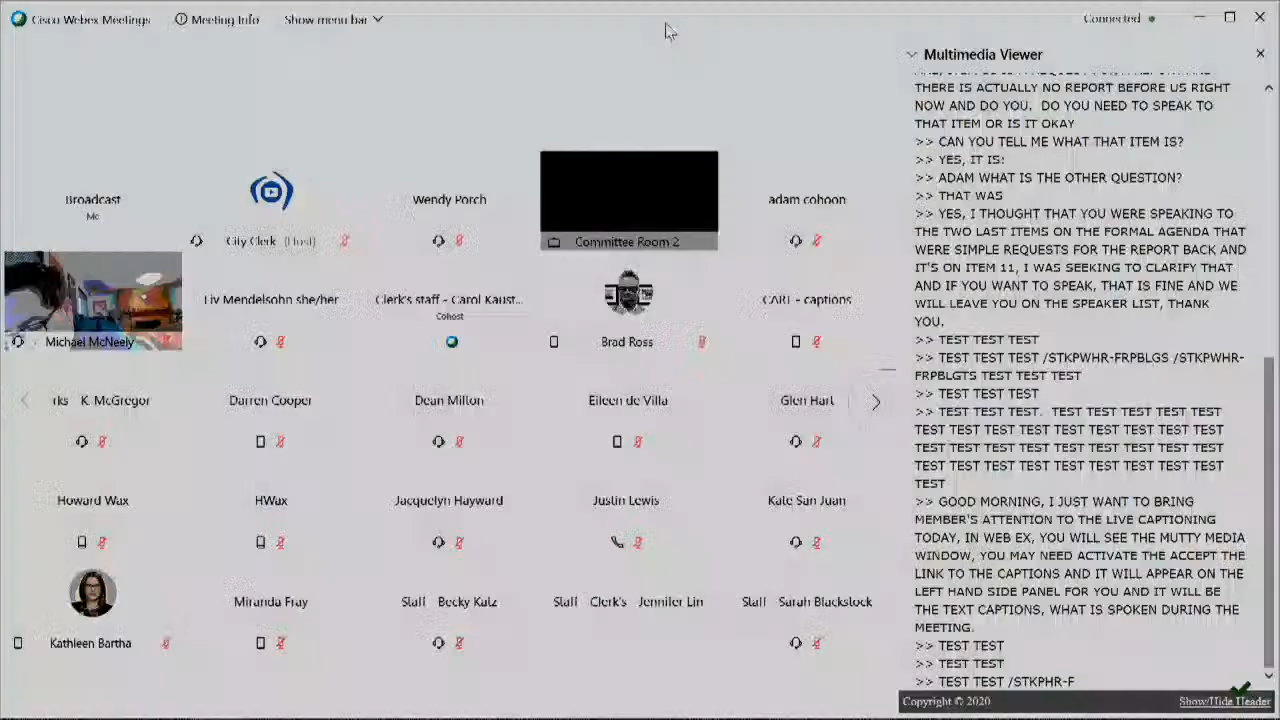 Cisco Webex Meetings
Meeting Info
Show menu bar
Connected
Multimedia Viewer
THERE IS ACTUALLY NO REPORT BEFORE US RIGHT
NOW AND DO YOU. DO YOU NEED TO SPEAK TO
THAT ITEM OR IS IT OKAY
>> CAN YOU TELL ME WHAT THAT ITEM IS?
>> YES, IT IS:
>> ADAM WHAT IS THE OTHER QUESTION?
>> THAT WAS
>> YES, I THOUGHT THAT YOU WERE SPEAKING TO
THE TWO LAST ITEMS ON THE FORMAL AGENDA THAT
WERE SIMPLE REQUESTS FOR THE REPORT BACK AND
IT'S ON ITEM 11, I WAS SEEKING TO CLARIFY THAT
AND IF YOU WANT TO SPEAK, THAT IS FINE AND WE
WILL LEAVE YOU ON THE SPEAKER LIST, THANK
YOU.
>> TEST TEST TEST
>> TEST TEST TEST /STKPWHR-FRPBLGS /STKPWHR-
FRPBLGTS TEST TEST TEST
>> TEST TEST TEST
>> TEST TEST TEST. TEST TEST TEST TEST TEST
TEST TEST TEST TEST TEST TEST TEST TEST TEST
TEST TEST TEST TEST TEST TEST TEST TEST TEST
TEST TEST TEST TEST TEST TEST TEST TEST TEST
TEST
>> GOOD MORNING, I JUST WANT TO BRING
MEMBER'S ATTENTION TO THE LIVE CAPTIONING
TODAY, IN WEB EX, YOU WILL SEE THE MUTTY MEDIA
WINDOW, YOU MAY NEED ACTIVATE THE ACCEPT THE
LINK TO THE CAPTIONS AND IT WILL APPEAR ON THE
LEFT HAND SIDE PANEL FOR YOU AND IT WILL BE
THE TEXT CAPTIONS, WHAT IS SPOKEN DURING THE
MEETING.
>> TEST TEST
>> TEST TEST
>> TEST TEST /STKPHR-F
Copyright © 2020
Show/Hide Header
Broadcast
Me
City Clerk (Host)
Wendy Porch
Committee Room 2
adam cohoon
Michael McNeely
Liv Mendelsohn she/her
Clerk's staff - Carol Kaust...
Cohost
Brad Ross
CART - captions
rks K. McGregor
Darren Cooper
Dean Milton
Eileen de Villa
Glen Hart
Howard Wax
HWax
Jacquelyn Hayward
Justin Lewis
Kate San Juan
Kathleen Bartha
Miranda Fray
Staff Becky Katz
Staff Clerk's Jennifer Lin
Staff Sarah Blackstock